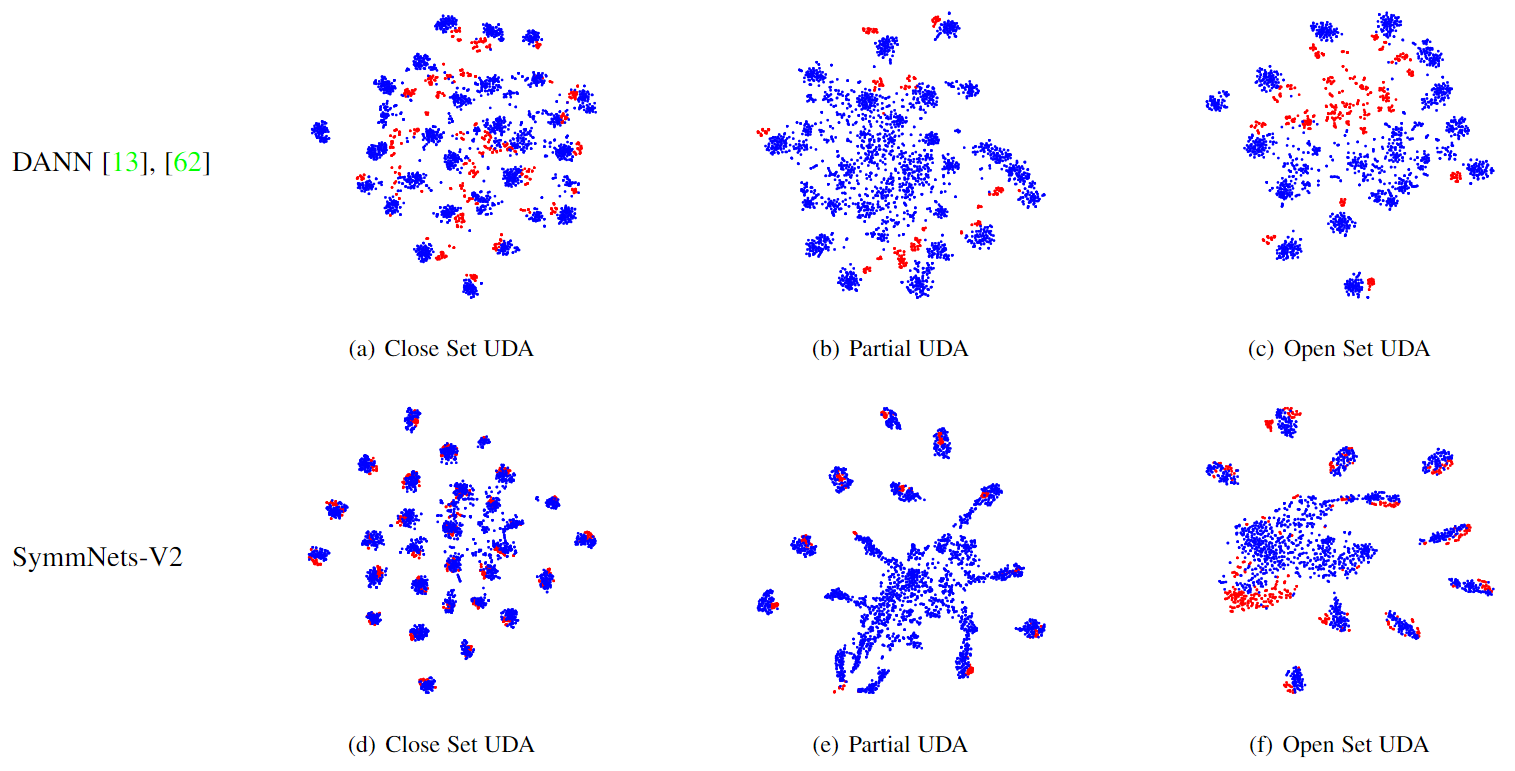 DANN [13], [62]
(a) Close Set UDA
(b) Partial UDA
(c) Open Set UDA
SymmNets-V2
(d) Close Set UDA
(e) Partial UDA
(f) Open Set UDA